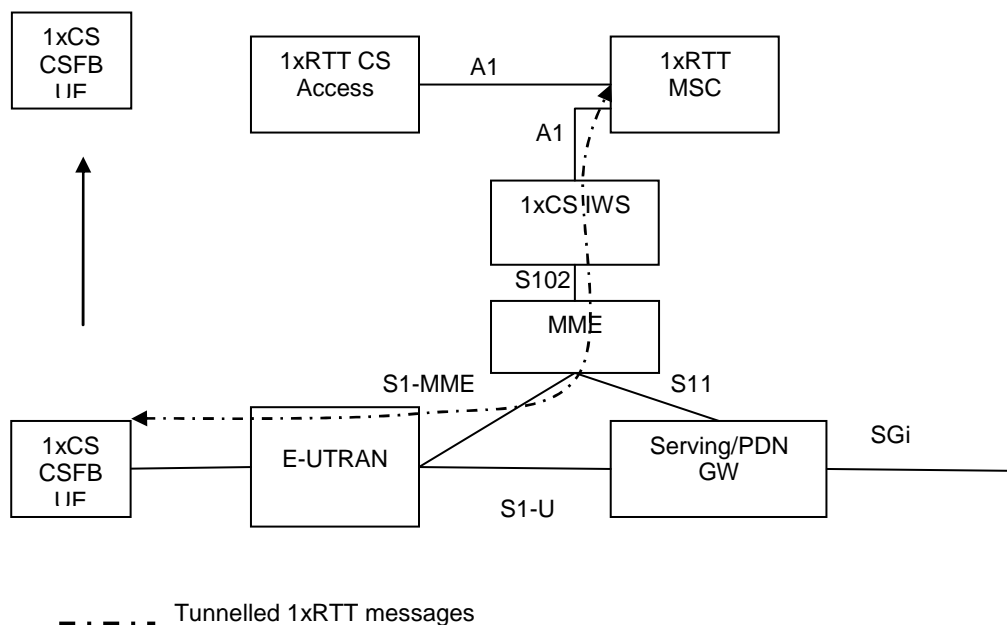 1xCS
CSFB
1xRTT CS
Access
A1
1xRTT
MSC
A1
1xCS IWS
S102
MME
S1-MME
S11
1xCS
CSFB
E-UTRAN
Serving/PDN
GW
SGi
S1-U
Tunnelled 1xRTT messages